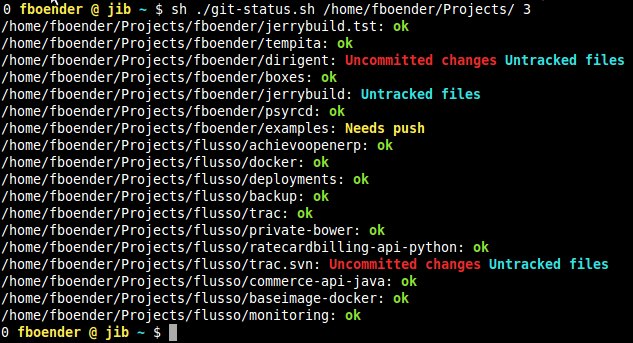 0 fboender @ jib ~ $ sh ./git-status.sh /home/fboender/Projects/ 3
/home/fboender/Projects/fboender/jerrybuild.tst: ok
/home/fboender/Projects/fboender/tempita: ok
/home/fboender/Projects/fboender/dirigent: Uncommitted changes Untracked files
/home/fboender/Projects/fboender/boxes: ok
/home/fboender/Projects/fboender/jerrybuild: Untracked files
/home/fboender/Projects/fboender/psyrcd: ok
/home/fboender/Projects/fboender/examples: Needs push
/home/fboender/Projects/flusso/achievoopenerp: ok
/home/fboender/Projects/flusso/docker: ok
/home/fboender/Projects/flusso/deployments: ok
/home/fboender/Projects/flusso/backup: ok
/home/fboender/Projects/flusso/trac: ok
/home/fboender/Projects/flusso/private-bower: ok
/home/fboender/Projects/flusso/ratecardbilling-api-python: ok
/home/fboender/Projects/flusso/trac.svn: Uncommitted changes Untracked files
/home/fboender/Projects/flusso/commerce-api-java: ok
/home/fboender/Projects/flusso/baseimage-docker: ok
/home/fboender/Projects/flusso/monitoring: ok
0 fboender @ jib ~ $